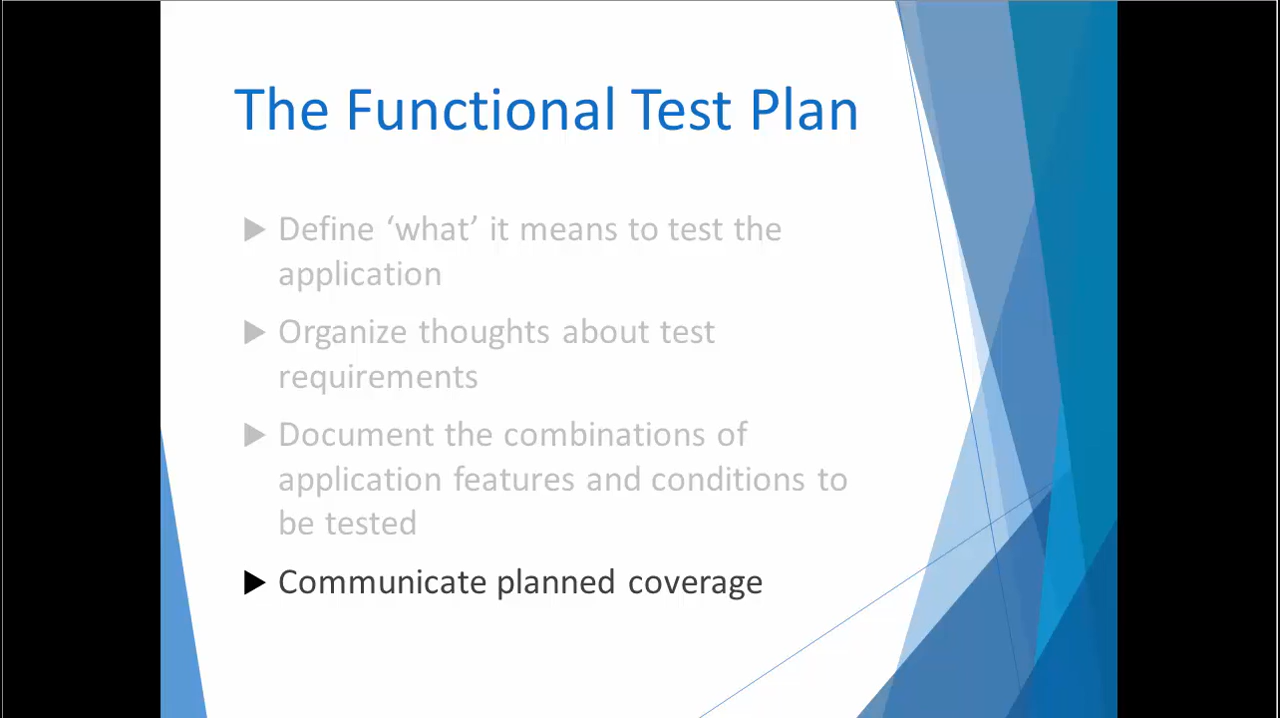 The Functional Test Plan
Define ‘what’ it means to test the
application
Organize thoughts about test
requirements
Document the combinations of
application features and conditions to
be tested
Communicate planned coverage